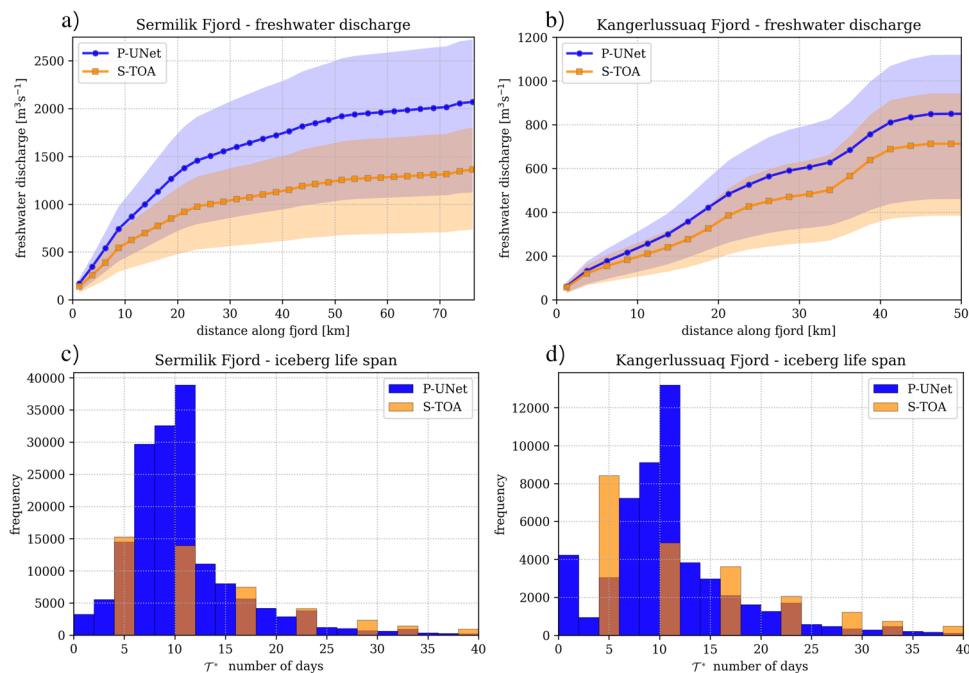 a)
Sermilik Fjord - freshwater discharge
P-UNet
S-TOA
freshwater discharge [m³s⁻¹]
2500
2000
1500
1000
500
0
0 10 20 30 40 50 60 70
distance along fjord [km]
b)
Kangerlussuaq Fjord - freshwater discharge
P-UNet
S-TOA
freshwater discharge [m³s⁻¹]
1200
1000
800
600
400
200
0
0 10 20 30 40 50
distance along fjord [km]
c)
Sermilik Fjord - iceberg life span
P-UNet
S-TOA
frequency
40000
35000
30000
25000
20000
15000
10000
5000
0
0 5 10 15 20 25 30 35 40
𝒯* number of days
d)
Kangerlussuaq Fjord - iceberg life span
P-UNet
S-TOA
frequency
12000
10000
8000
6000
4000
2000
0
0 5 10 15 20 25 30 35 40
𝒯* number of days